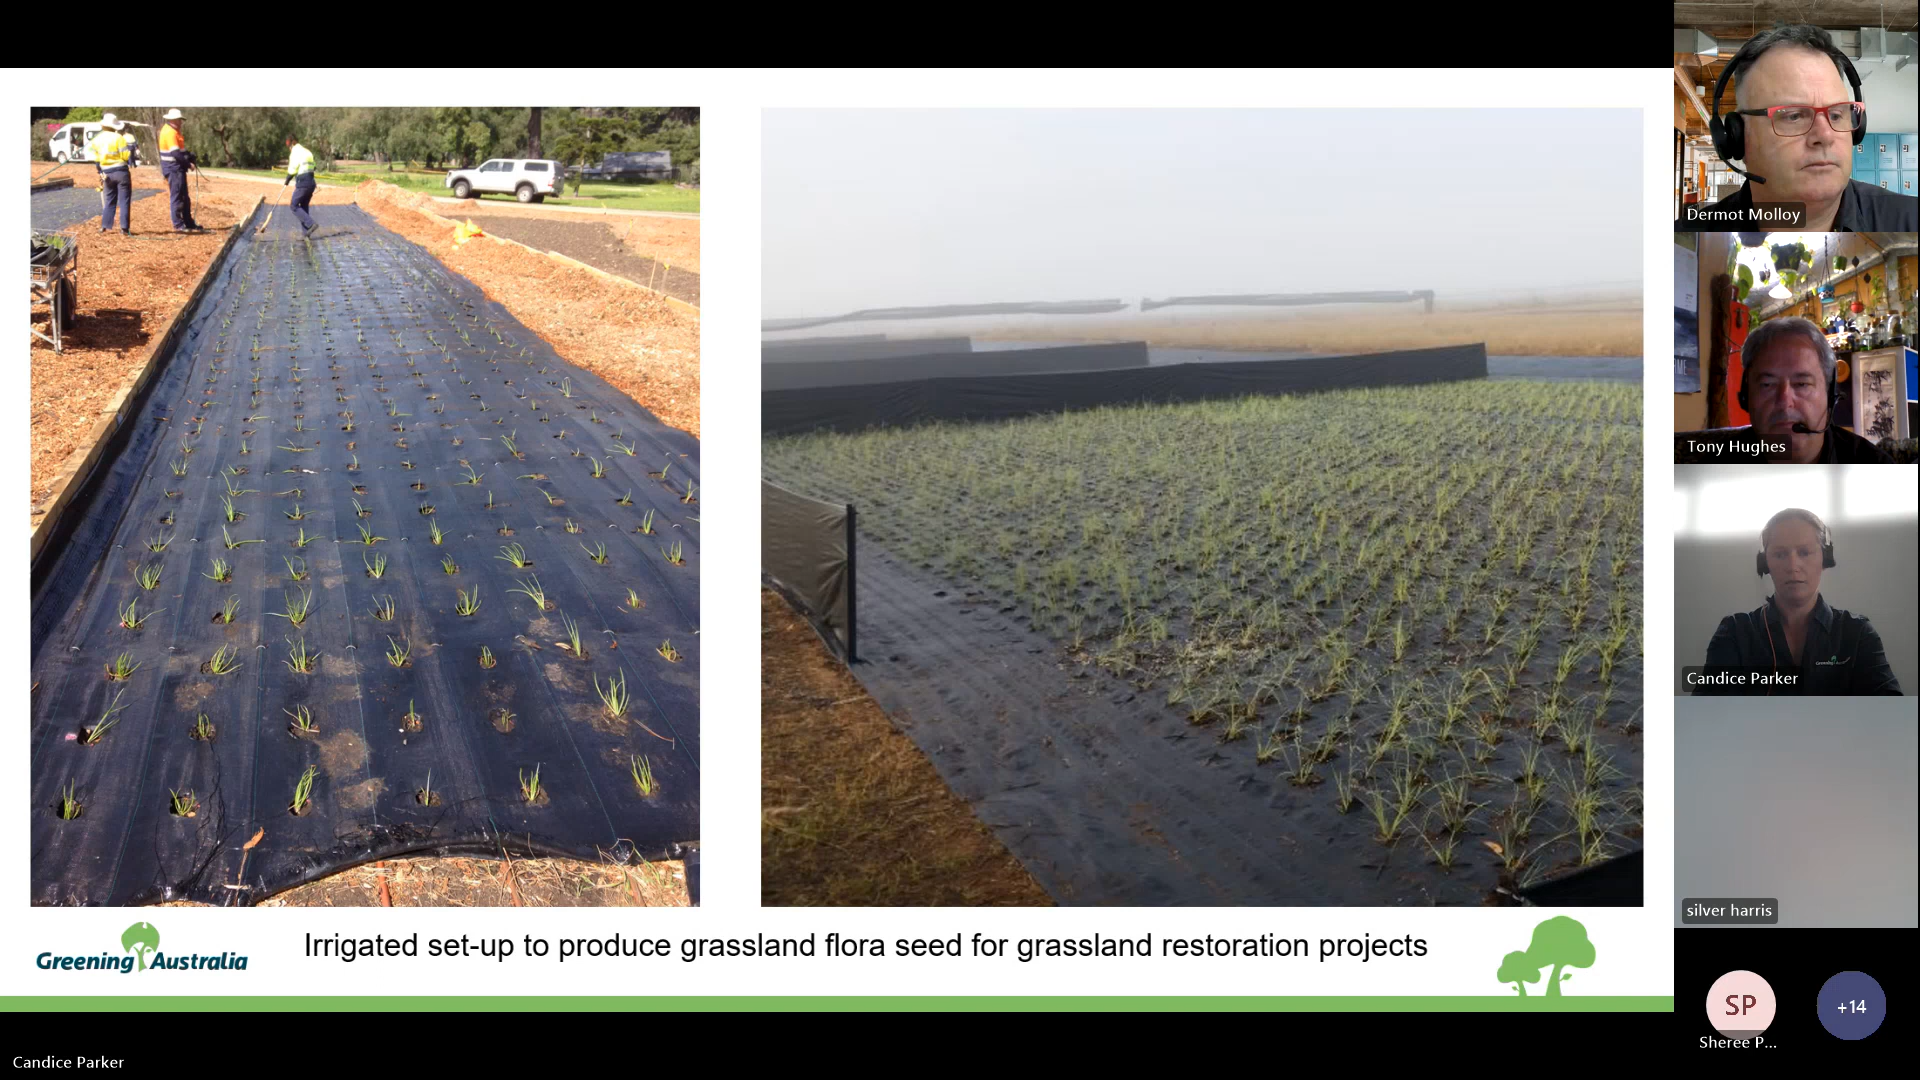 Dermot Molloy
Tony Hughes
Candice Parker
silver harris
Greening Australia
Irrigated set-up to produce grassland flora seed for grassland restoration projects
SP
+14
Sheree P...
Candice Parker